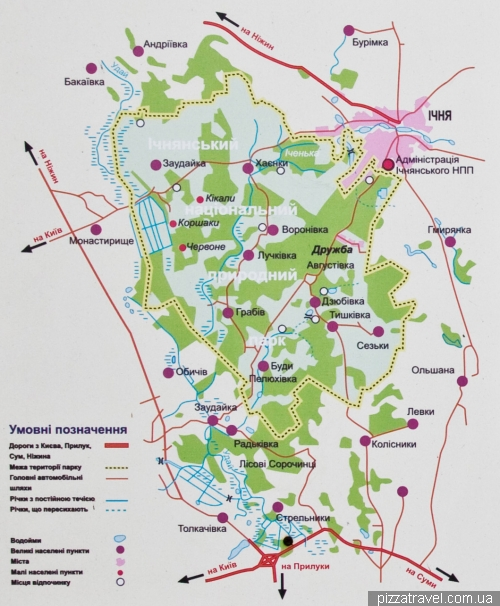 на Ніжин
Бурімка
Андріївка
Удай
Бакаївка
ІЧНЯ
Ічнянський
Іченька
Заудайка
Хаєнки
Адміністрація
Ічнянського НПП
на Ніжин
Кікали
національний
Коршаки
на Київ
Монастирище
Воронівка
Гмирянка
Червоне
Дружба
Лучківка
Августівка
природний
Дзюбівка
Грабів
Тишківка
парк
Сезьки
Обичів
Буди
Пелюхівка
Ольшана
Заудайка
Левки
Умовні позначення
Радьківка
Колісники
Дороги з Києва, Прилук,
Сум, Ніжина
Лісові Сорочинці
Межа території парку
Головні автомобільні
шляхи
Річки з постійною течією
Річки, що пересихають
Стрельники
Толкачівка
Водойми
Великі населені пункти
Міста
Малі населені пункти
Місця відпочинку
на Київ
на Прилуки
на Суми
pizzatravel.com.ua